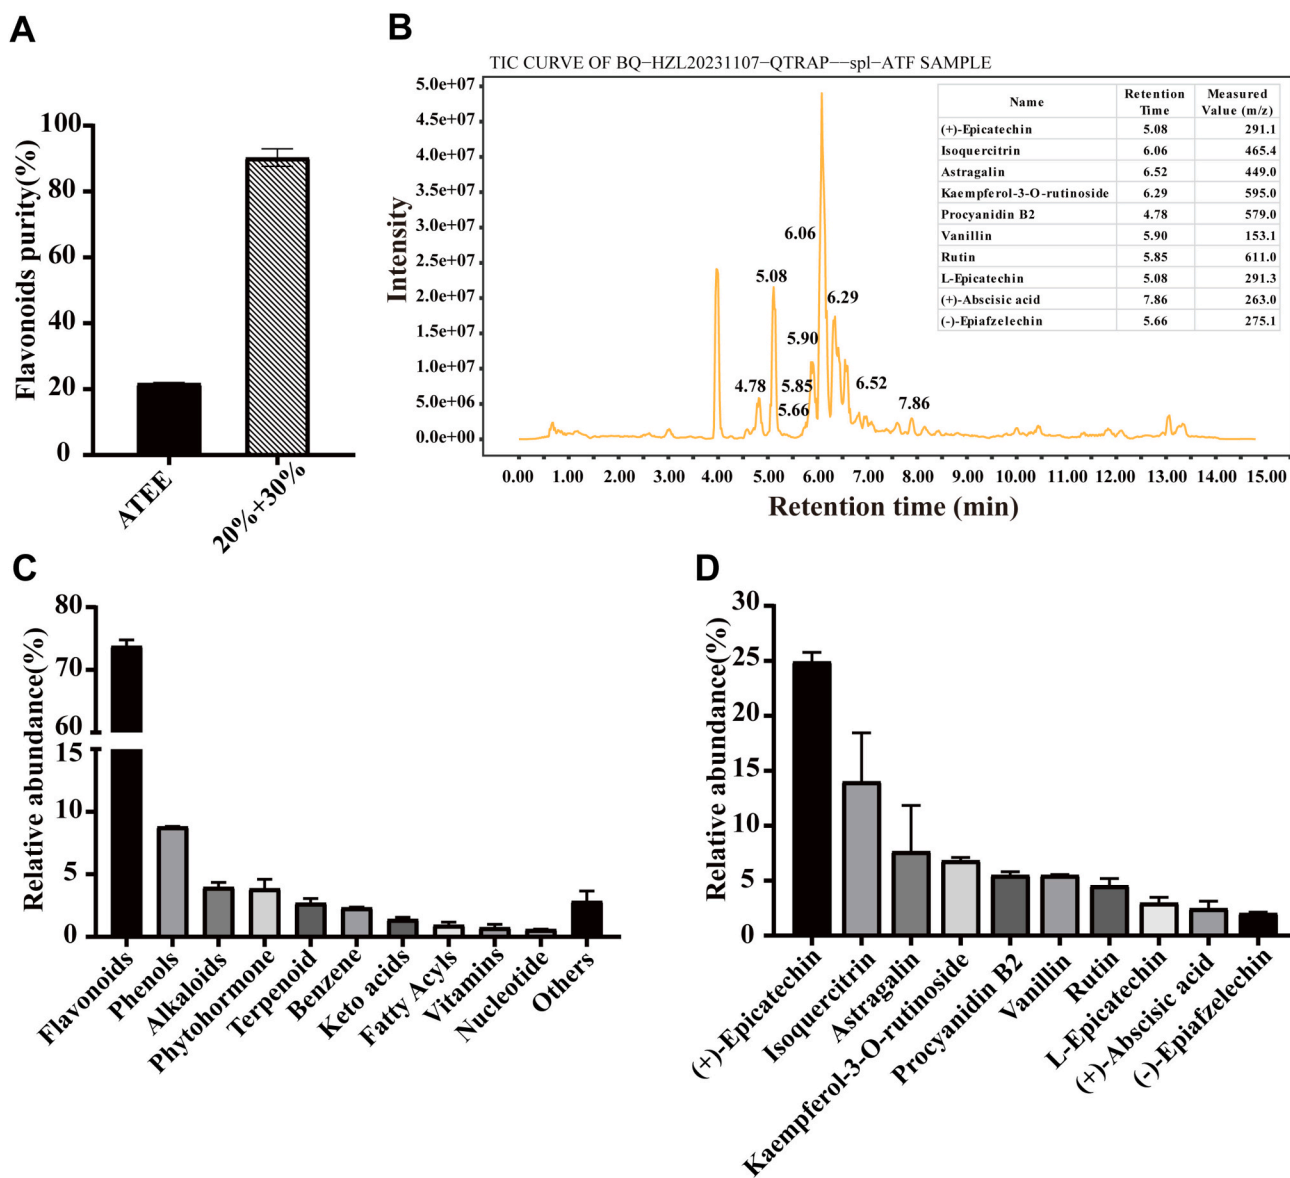 A
Flavonoids purity(%)
100
80
60
40
20
0
ATEE
20%+30%
B
TIC CURVE OF BQ−HZL20231107−QTRAP−−spl−ATF SAMPLE
Intensity
5.0e+07
4.5e+07
4.0e+07
3.5e+07
3.0e+07
2.5e+07
2.0e+07
1.5e+07
1.0e+07
5.0e+06
0.0e+00
4.78
5.08
5.66
5.85
5.90
6.06
6.29
6.52
7.86
0.00 1.00 2.00 3.00 4.00 5.00 6.00 7.00 8.00 9.00 10.00 11.00 12.00 13.00 14.00 15.00
Retention time (min)
Name Retention Time Measured Value (m/z)
(+)-Epicatechin 5.08 291.1
Isoquercitrin 6.06 465.4
Astragalin 6.52 449.0
Kaempferol-3-O-rutinoside 6.29 595.0
Procyanidin B2 4.78 579.0
Vanillin 5.90 153.1
Rutin 5.85 611.0
L-Epicatechin 5.08 291.3
(+)-Abscisic acid 7.86 263.0
(-)-Epiafzelechin 5.66 275.1
C
Relative abundance(%)
80
70
60
15
10
5
0
Flavonoids
Phenols
Alkaloids
Phytohormone
Terpenoid
Benzene
Keto acids
Fatty Acyls
Vitamins
Nucleotide
Others
D
Relative abundance(%)
30
25
20
15
10
5
0
(+)-Epicatechin
Isoquercitrin
Astragalin
Kaempferol-3-O-rutinoside
Procyanidin B2
Vanillin
Rutin
L-Epicatechin
(+)-Abscisic acid
(-)-Epiafzelechin